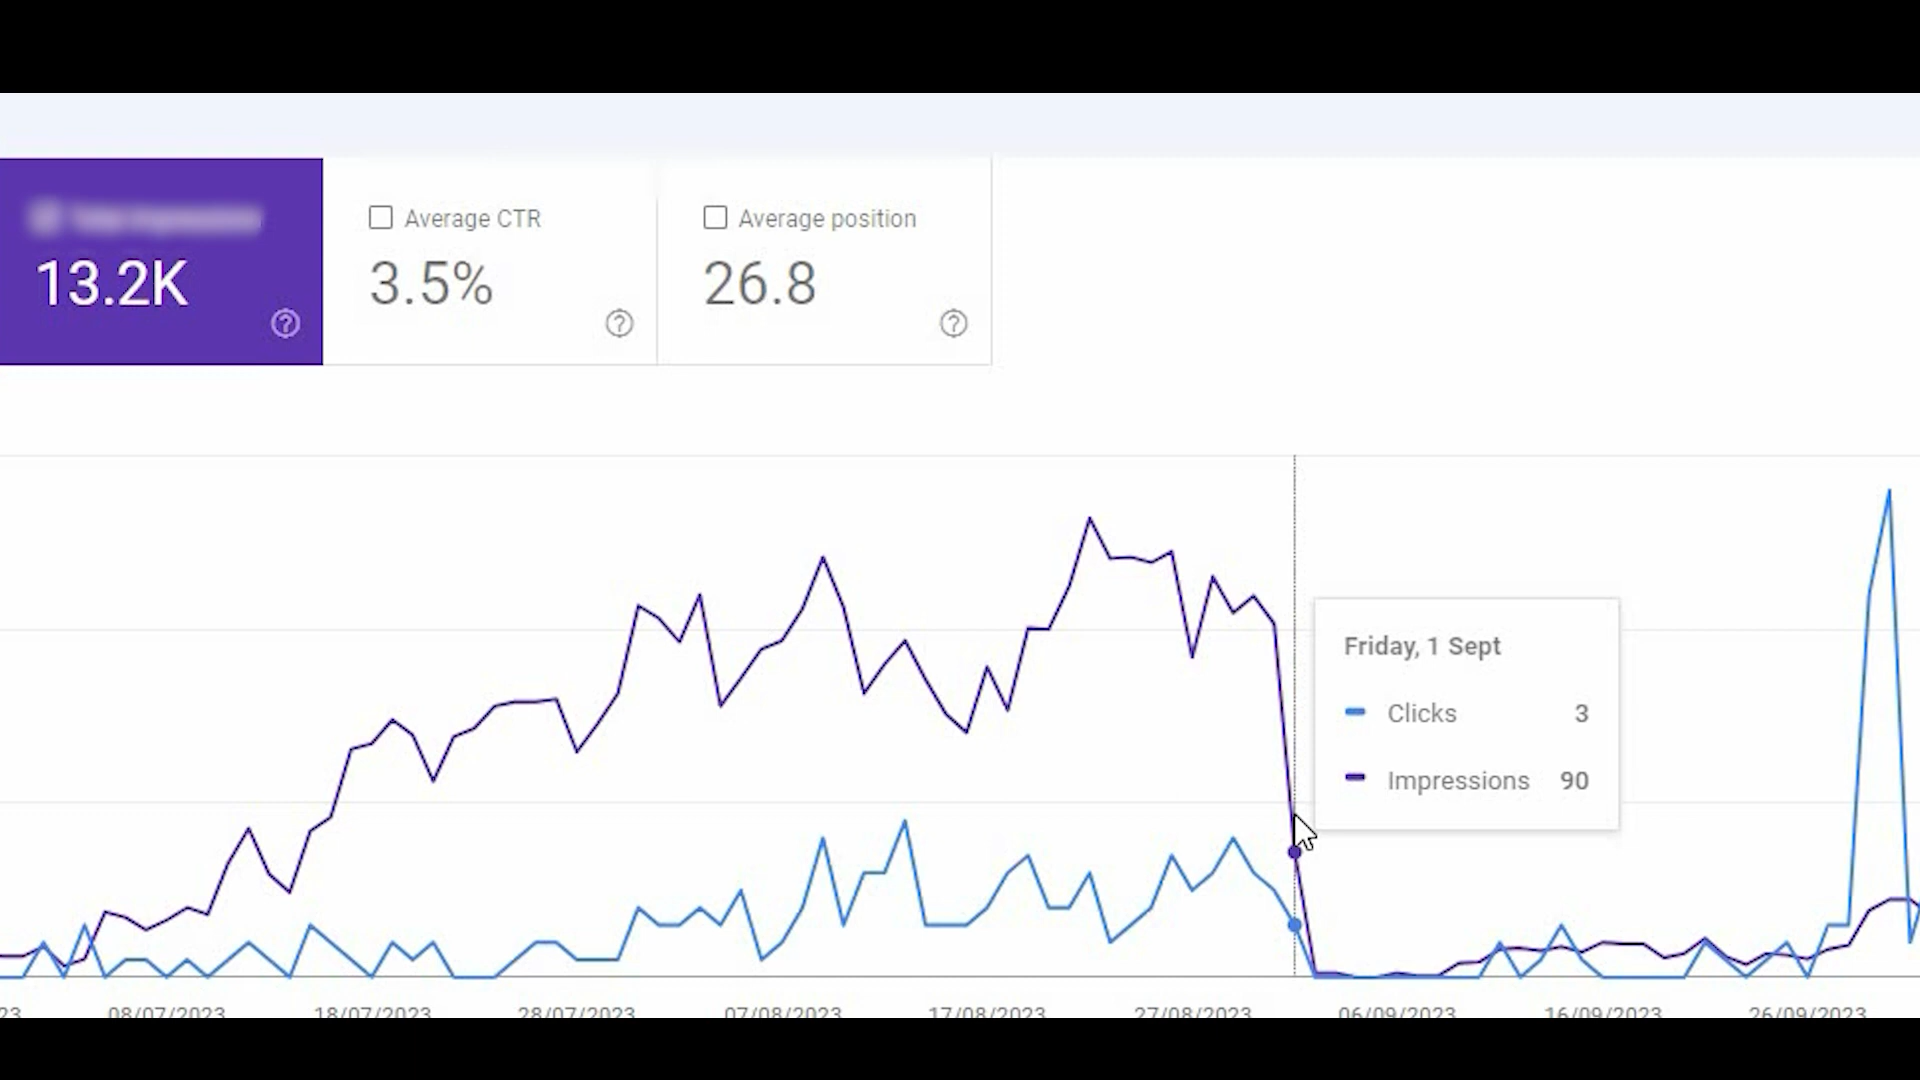 13.2K
Average CTR
3.5%
Average position
26.8
Friday, 1 Sept
Clicks 3
Impressions 90
08/07/2023 18/07/2023 28/07/2023 07/08/2023 17/08/2023 27/08/2023 06/09/2023 16/09/2023 26/09/2023